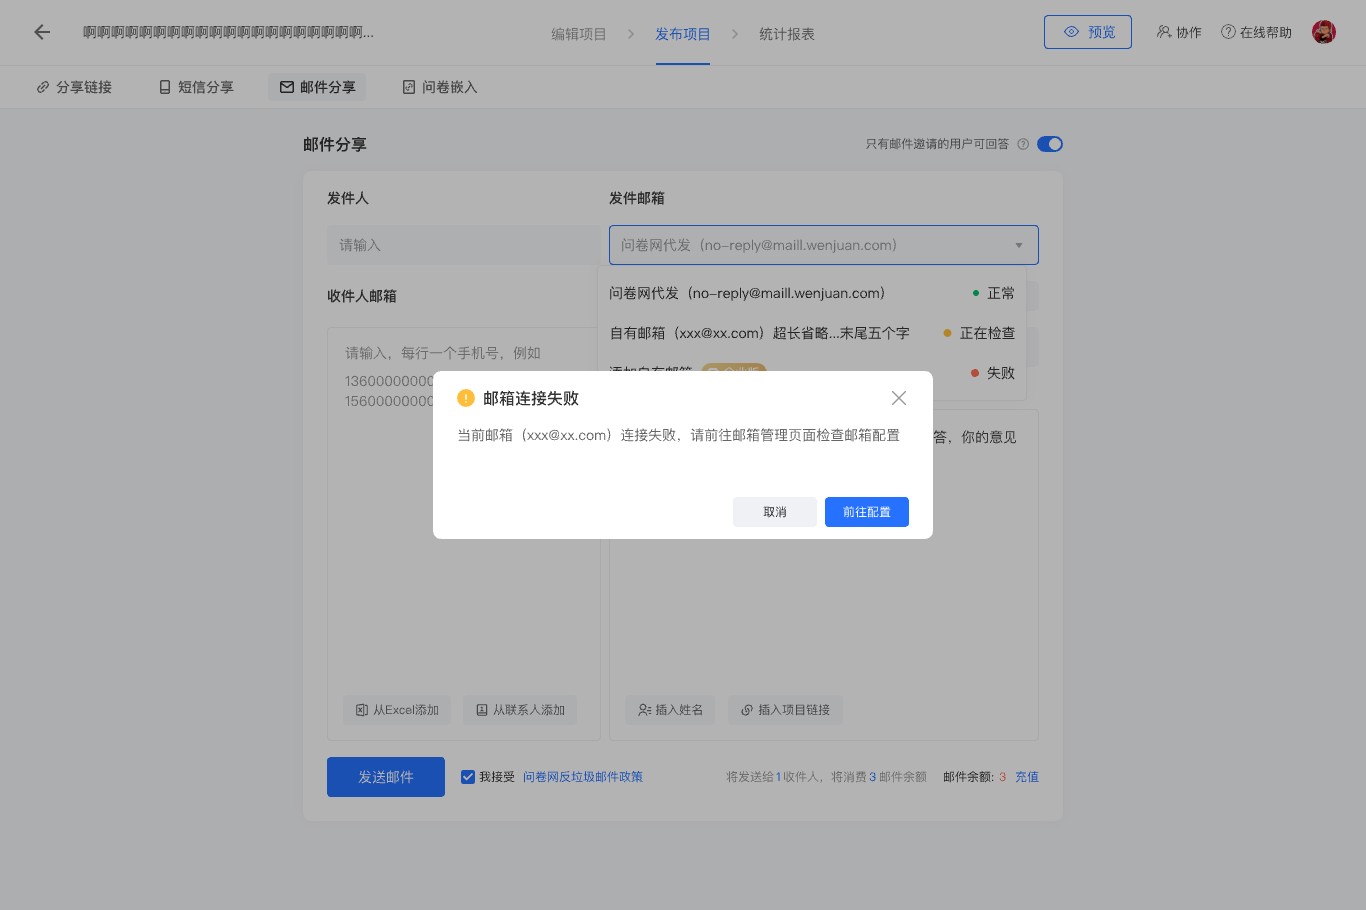 啊啊啊啊啊啊啊啊啊啊啊啊啊啊啊啊啊啊啊啊...
编辑项目
发布项目
统计报表
预览
协作
在线帮助
分享链接
短信分享
邮件分享
问卷嵌入
邮件分享
只有邮件邀请的用户可回答
发件人
发件邮箱
请输入
问卷网代发（no-reply@maill.wenjuan.com）
收件人邮箱
问卷网代发（no-reply@maill.wenjuan.com） 正常
自有邮箱（xxx@xx.com）超长省略...末尾五个字 正在检查
失败
请输入，每行一个手机号，例如
13600000000
15600000000
邮箱连接失败
当前邮箱（xxx@xx.com）连接失败，请前往邮箱管理页面检查邮箱配置
取消
前往配置
答，你的意见
从Excel添加
从联系人添加
插入姓名
插入项目链接
发送邮件
我接受 问卷网反垃圾邮件政策
将发送给1收件人，将消费3邮件余额 邮件余额: 3 充值